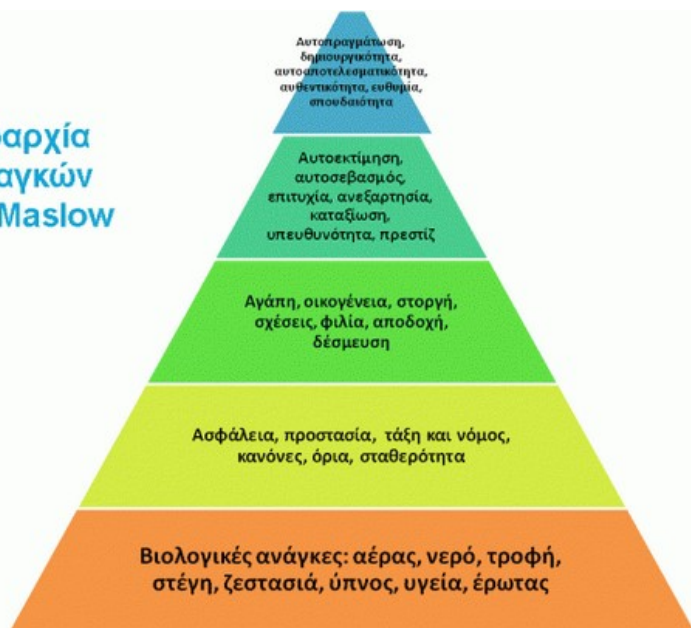 Αυτοπραγμάτωση,
δημιουργικότητα,
αυτοαποτελεσματικότητα,
αυθεντικότητα, ευθυμία,
σπουδαιότητα
αρχία
αγκών
Maslow
Αυτοεκτίμηση,
αυτοσεβασμός,
επιτυχία, ανεξαρτησία,
καταξίωση,
υπευθυνότητα, πρεστίζ
Αγάπη, οικογένεια, στοργή,
σχέσεις, φιλία, αποδοχή,
δέσμευση
Ασφάλεια, προστασία, τάξη και νόμος,
κανόνες, όρια, σταθερότητα
Βιολογικές ανάγκες: αέρας, νερό, τροφή,
στέγη, ζεστασιά, ύπνος, υγεία, έρωτας